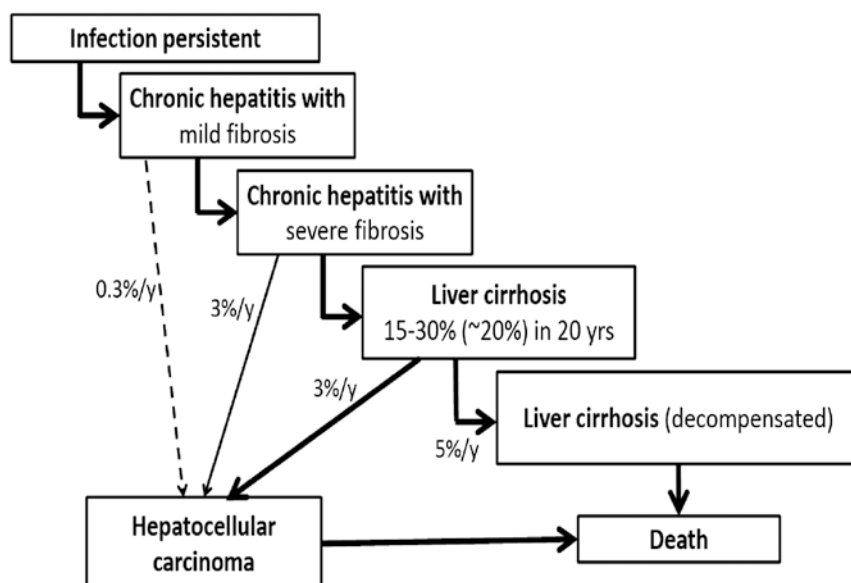 Infection persistent
Chronic hepatitis with
mild fibrosis
Chronic hepatitis with
severe fibrosis
0.3%/y
3%/y
Liver cirrhosis
15-30% (~20%) in 20 yrs
3%/y
Liver cirrhosis (decompensated)
5%/y
Hepatocellular
carcinoma
Death